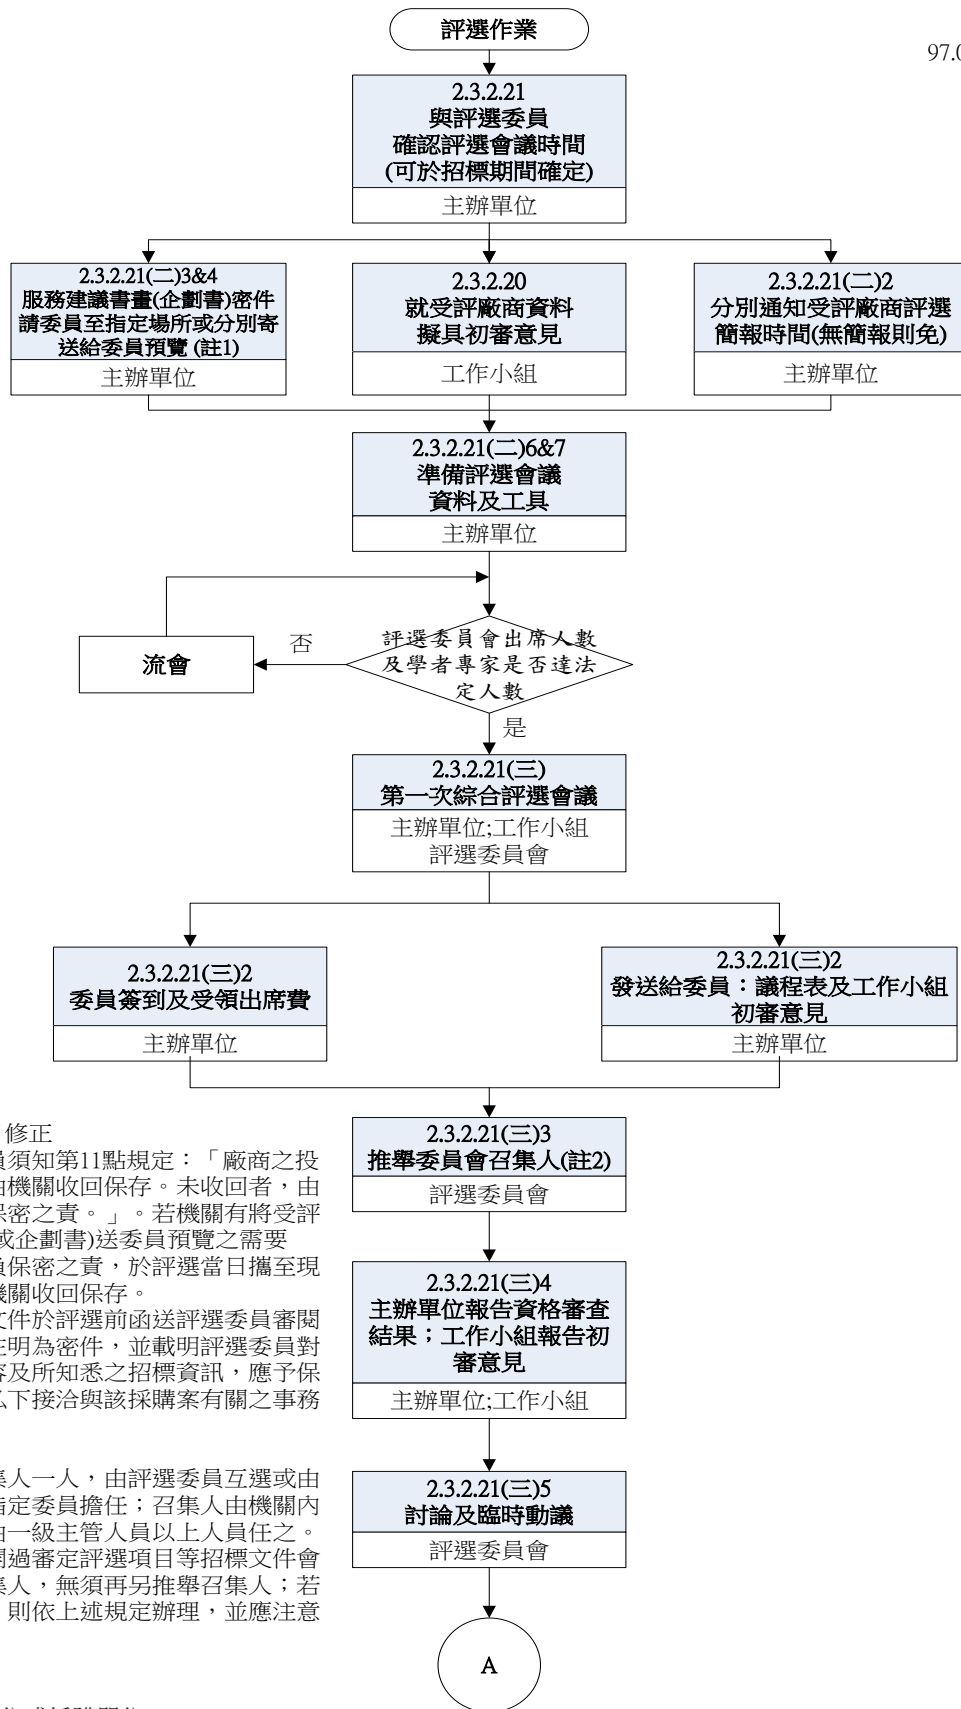 評選作業
97.0
2.3.2.21
與評選委員
確認評選會議時間
(可於招標期間確定)
主辦單位
2.3.2.21(二)3&4
服務建議書畫(企劃書)密件
請委員至指定場所或分別寄
送給委員預覽 (註1)
主辦單位
2.3.2.20
就受評廠商資料
擬具初審意見
工作小組
2.3.2.21(二)2
分別通知受評廠商評選
簡報時間(無簡報則免)
主辦單位
2.3.2.21(二)6&7
準備評選會議
資料及工具
主辦單位
評選委員會出席人數
及學者專家是否達法
定人數
否
流會
是
2.3.2.21(三)
第一次綜合評選會議
主辦單位;工作小組
評選委員會
2.3.2.21(三)2
委員簽到及受領出席費
主辦單位
2.3.2.21(三)2
發送給委員：議程表及工作小組
初審意見
主辦單位
2.3.2.21(三)3
推舉委員會召集人(註2)
評選委員會
2.3.2.21(三)4
主辦單位報告資格審查
結果；工作小組報告初
審意見
主辦單位;工作小組
2.3.2.21(三)5
討論及臨時動議
評選委員會
A
修正
員須知第11點規定：「廠商之投
由機關收回保存。未收回者，由
保密之責。」。若機關有將受評
或企劃書)送委員預覽之需要
負保密之責，於評選當日攜至現
機關收回保存。
文件於評選前函送評選委員審閱
註明為密件，並載明評選委員對
容及所知悉之招標資訊，應予保
私下接洽與該採購案有關之事務
集人一人，由評選委員互選或由
指定委員擔任；召集人由機關內
由一級主管人員以上人員任之。
開過審定評選項目等招標文件會
集人，無須再另推舉召集人；若
則依上述規定辦理，並應注意